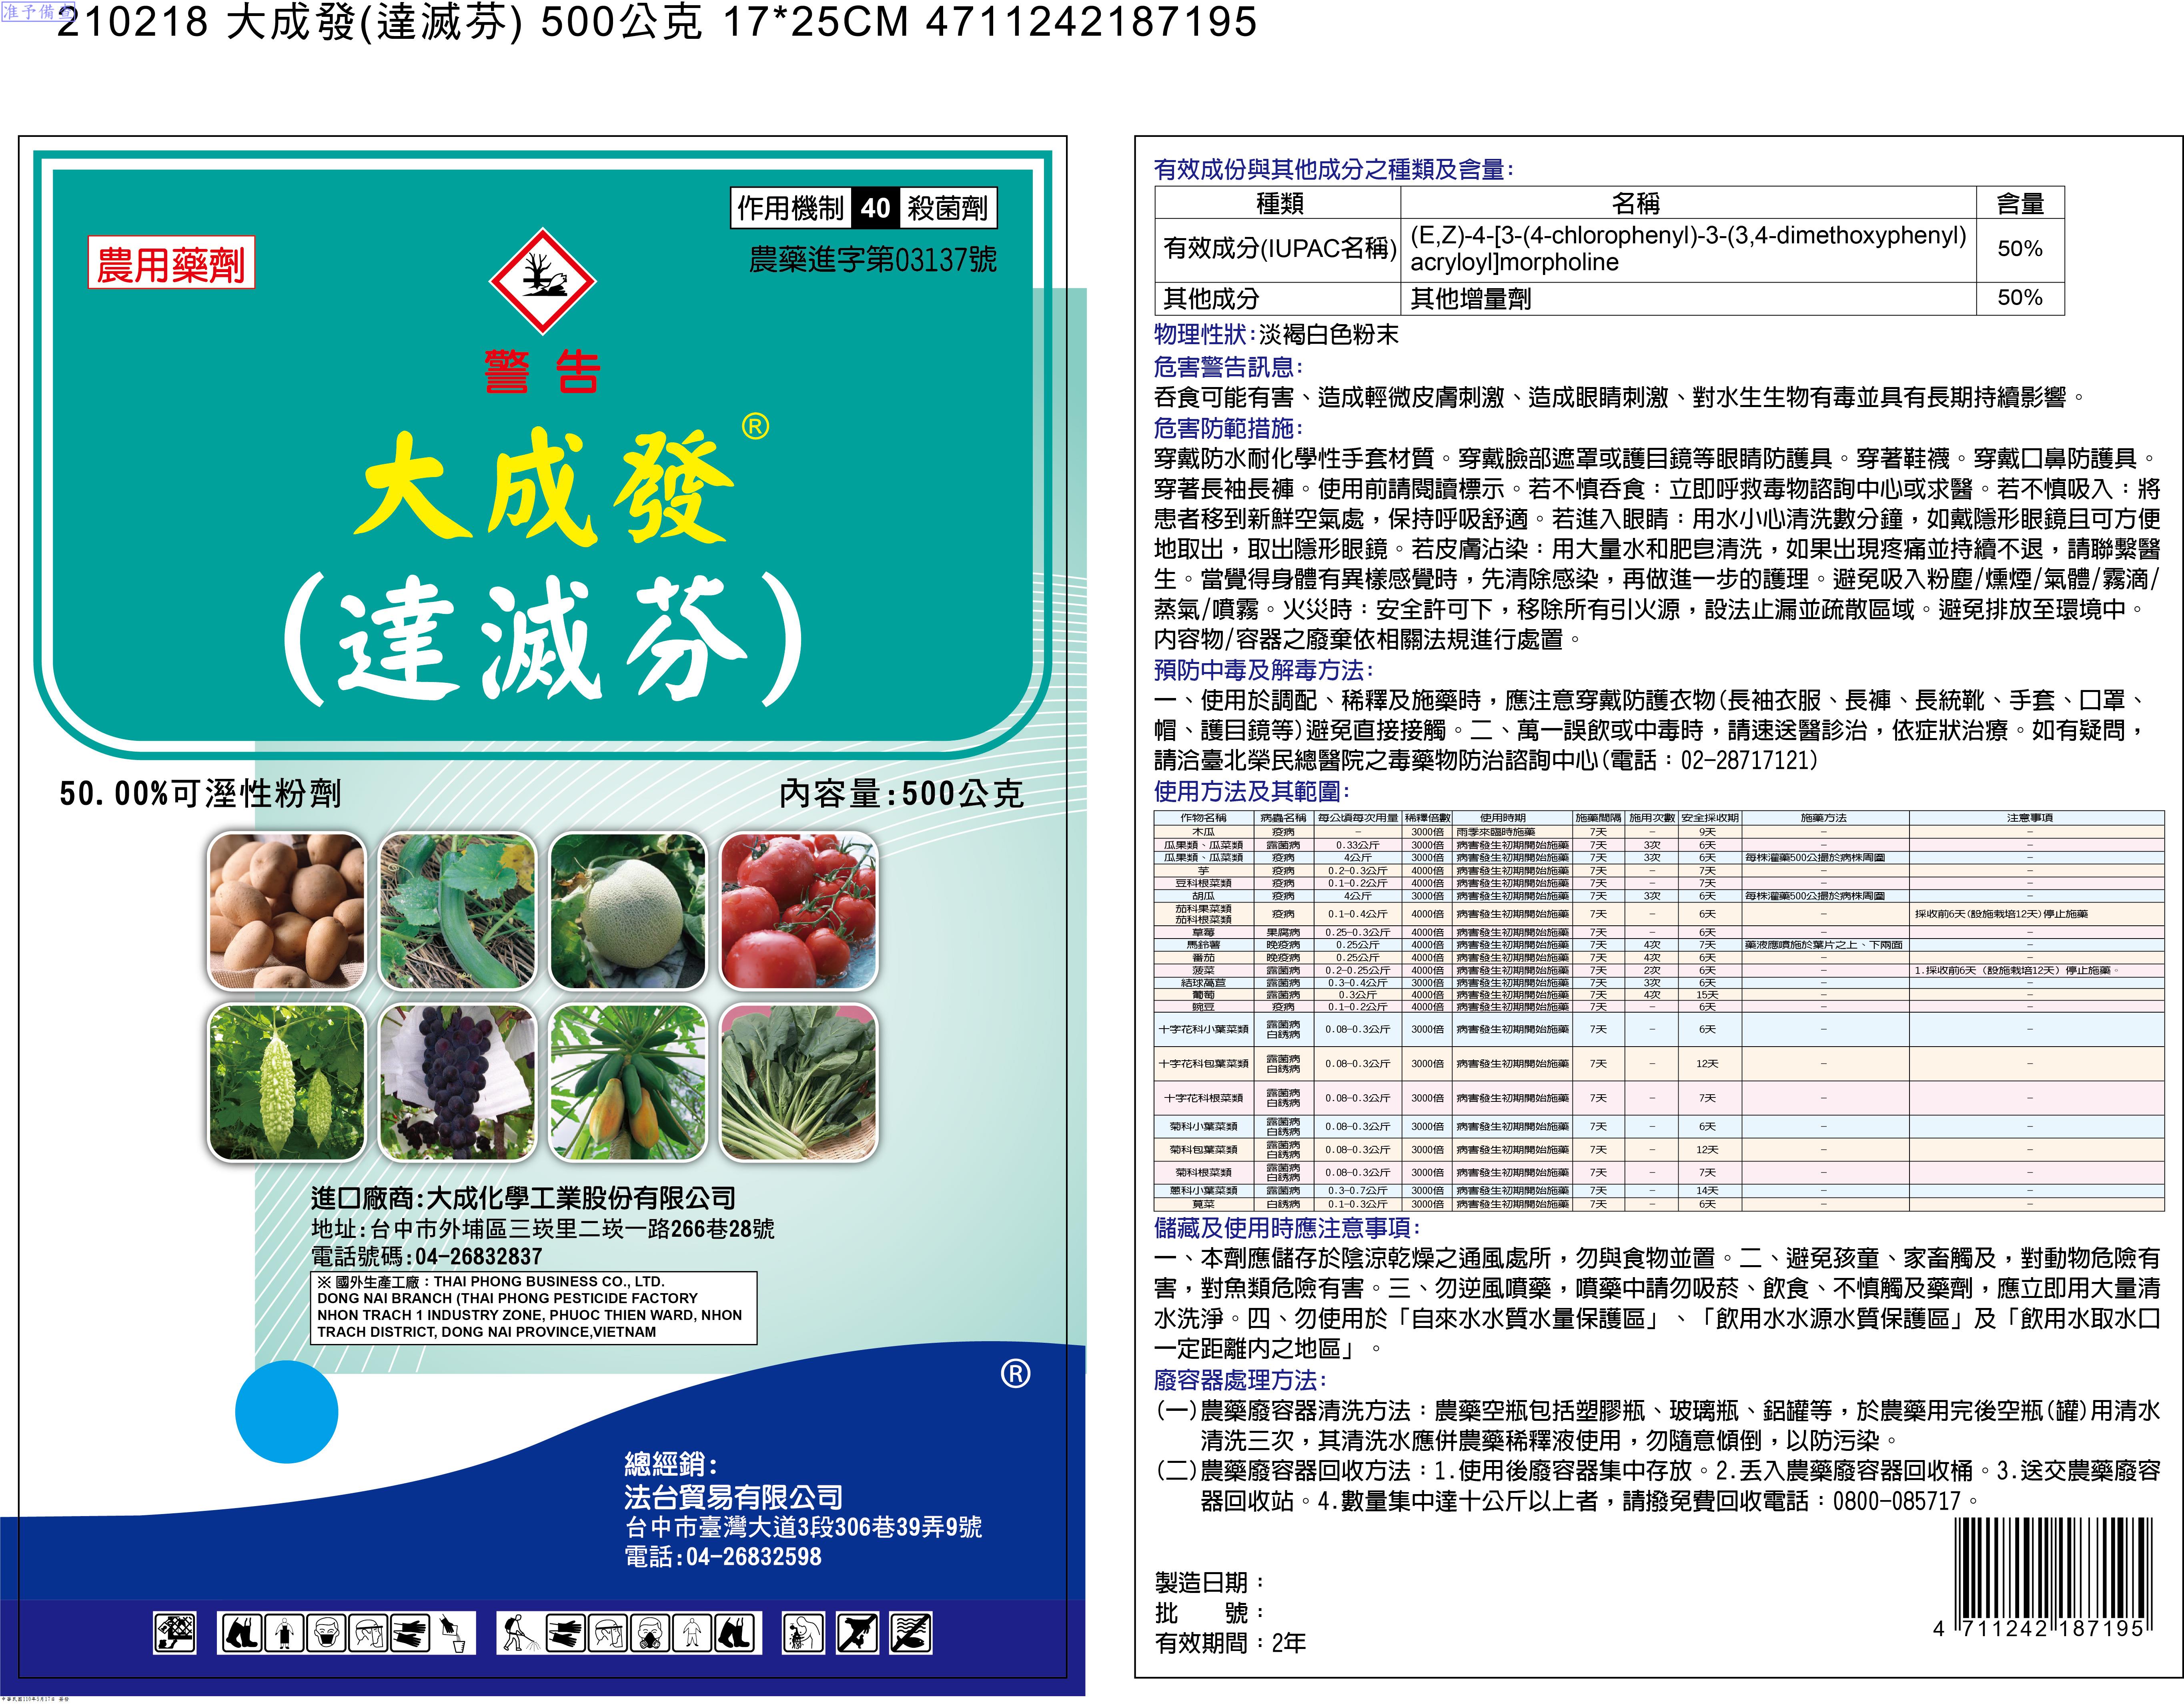 准予備查
210218 大成發(達滅芬) 500公克 17*25CM 4711242187195
作用機制 40 殺菌劑
農藥進字第03137號
農用藥劑
警告
大成發®
(達滅芬)
50.00%可溼性粉劑
內容量:500公克
進口廠商:大成化學工業股份有限公司
地址:台中市外埔區三崁里二崁一路266巷28號
電話號碼:04-26832837
※ 國外生產工廠：THAI PHONG BUSINESS CO., LTD.
DONG NAI BRANCH (THAI PHONG PESTICIDE FACTORY
NHON TRACH 1 INDUSTRY ZONE, PHUOC THIEN WARD, NHON
TRACH DISTRICT, DONG NAI PROVINCE,VIETNAM
®
總經銷:
法台貿易有限公司
台中市臺灣大道3段306巷39弄9號
電話:04-26832598
有效成份與其他成分之種類及含量:
種類 名稱 含量
有效成分(IUPAC名稱) (E,Z)-4-[3-(4-chlorophenyl)-3-(3,4-dimethoxyphenyl)
acryloyl]morpholine 50%
其他成分 其他增量劑 50%
物理性狀:淡褐白色粉末
危害警告訊息:
吞食可能有害、造成輕微皮膚刺激、造成眼睛刺激、對水生生物有毒並具有長期持續影響。
危害防範措施:
穿戴防水耐化學性手套材質。穿戴臉部遮罩或護目鏡等眼睛防護具。穿著鞋襪。穿戴口鼻防護具。
穿著長袖長褲。使用前請閱讀標示。若不慎吞食：立即呼救毒物諮詢中心或求醫。若不慎吸入：將
患者移到新鮮空氣處，保持呼吸舒適。若進入眼睛：用水小心清洗數分鐘，如戴隱形眼鏡且可方便
地取出，取出隱形眼鏡。若皮膚沾染：用大量水和肥皂清洗，如果出現疼痛並持續不退，請聯繫醫
生。當覺得身體有異樣感覺時，先清除感染，再做進一步的護理。避免吸入粉塵/燻煙/氣體/霧滴/
蒸氣/噴霧。火災時：安全許可下，移除所有引火源，設法止漏並疏散區域。避免排放至環境中。
內容物/容器之廢棄依相關法規進行處置。
預防中毒及解毒方法:
一、使用於調配、稀釋及施藥時，應注意穿戴防護衣物(長袖衣服、長褲、長統靴、手套、口罩、
帽、護目鏡等)避免直接接觸。二、萬一誤飲或中毒時，請速送醫診治，依症狀治療。如有疑問，
請洽臺北榮民總醫院之毒藥物防治諮詢中心(電話：02-28717121)
使用方法及其範圍:
作物名稱 病蟲名稱 每公頃每次用量 稀釋倍數 使用時期 施藥間隔 施用次數 安全採收期 施藥方法 注意事項
木瓜 疫病 － 3000倍 雨季來臨時施藥 7天 － 9天 － －
瓜果類、瓜菜類 露菌病 0.33公斤 3000倍 病害發生初期開始施藥 7天 3次 6天 － －
瓜果類、瓜菜類 疫病 4公斤 3000倍 病害發生初期開始施藥 7天 3次 6天 每株灌藥500公撮於病株周圍 －
芋 疫病 0.2-0.3公斤 4000倍 病害發生初期開始施藥 7天 － 7天 － －
豆科根菜類 疫病 0.1-0.2公斤 4000倍 病害發生初期開始施藥 7天 － 7天 － －
胡瓜 疫病 4公斤 3000倍 病害發生初期開始施藥 7天 3次 6天 每株灌藥500公撮於病株周圍 －
茄科果菜類
茄科根菜類 疫病 0.1-0.4公斤 4000倍 病害發生初期開始施藥 7天 － 6天 － 採收前6天(設施栽培12天)停止施藥
草莓 果腐病 0.25-0.3公斤 4000倍 病害發生初期開始施藥 7天 － 6天 － －
馬鈴薯 晚疫病 0.25公斤 4000倍 病害發生初期開始施藥 7天 4次 7天 藥液應噴施於葉片之上、下兩面 －
番茄 晚疫病 0.25公斤 4000倍 病害發生初期開始施藥 7天 4次 6天 － －
菠菜 露菌病 0.2-0.25公斤 4000倍 病害發生初期開始施藥 7天 2次 6天 － 1.採收前6天（設施栽培12天）停止施藥。
結球萵苣 露菌病 0.3-0.4公斤 3000倍 病害發生初期開始施藥 7天 3次 6天 － －
葡萄 露菌病 0.3公斤 4000倍 病害發生初期開始施藥 7天 4次 15天 － －
豌豆 疫病 0.1-0.2公斤 4000倍 病害發生初期開始施藥 7天 － 6天 － －
十字花科小葉菜類 露菌病
白銹病 0.08-0.3公斤 3000倍 病害發生初期開始施藥 7天 － 6天 － －
十字花科包葉菜類 露菌病
白銹病 0.08-0.3公斤 3000倍 病害發生初期開始施藥 7天 － 12天 － －
十字花科根菜類 露菌病
白銹病 0.08-0.3公斤 3000倍 病害發生初期開始施藥 7天 － 7天 － －
菊科小葉菜類 露菌病
白銹病 0.08-0.3公斤 3000倍 病害發生初期開始施藥 7天 － 6天 － －
菊科包葉菜類 露菌病
白銹病 0.08-0.3公斤 3000倍 病害發生初期開始施藥 7天 － 12天 － －
菊科根菜類 露菌病
白銹病 0.08-0.3公斤 3000倍 病害發生初期開始施藥 7天 － 7天 － －
蔥科小葉菜類 露菌病 0.3-0.7公斤 3000倍 病害發生初期開始施藥 7天 － 14天 － －
莧菜 白銹病 0.1-0.3公斤 3000倍 病害發生初期開始施藥 7天 － 6天 － －
儲藏及使用時應注意事項:
一、本劑應儲存於陰涼乾燥之通風處所，勿與食物並置。二、避免孩童、家畜觸及，對動物危險有
害，對魚類危險有害。三、勿逆風噴藥，噴藥中請勿吸菸、飲食、不慎觸及藥劑，應立即用大量清
水洗淨。四、勿使用於「自來水水質水量保護區」、「飲用水水源水質保護區」及「飲用水取水口
一定距離內之地區」。
廢容器處理方法:
(一)農藥廢容器清洗方法：農藥空瓶包括塑膠瓶、玻璃瓶、鋁罐等，於農藥用完後空瓶(罐)用清水
清洗三次，其清洗水應併農藥稀釋液使用，勿隨意傾倒，以防污染。
(二)農藥廢容器回收方法：1.使用後廢容器集中存放。2.丟入農藥廢容器回收桶。3.送交農藥廢容
器回收站。4.數量集中達十公斤以上者，請撥免費回收電話：0800-085717。
製造日期：
批 號：
有效期間：2年
4 711242 187195